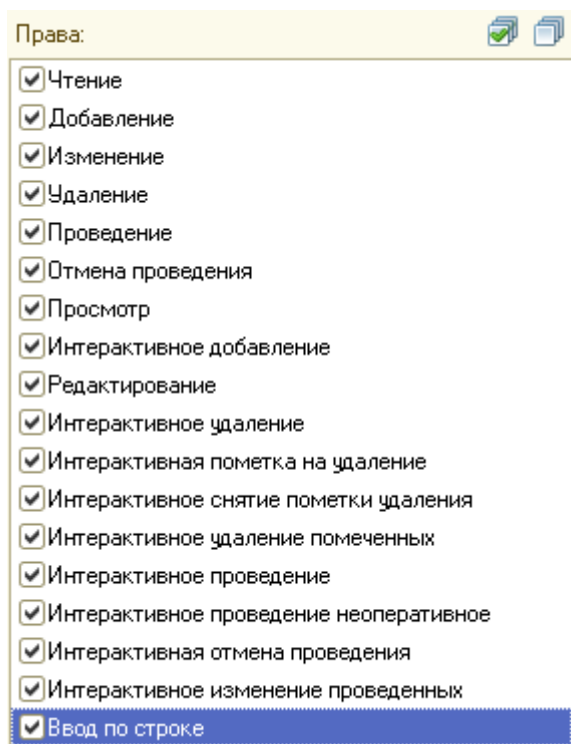 Права:
Чтение
Добавление
Изменение
Удаление
Проведение
Отмена проведения
Просмотр
Интерактивное добавление
Редактирование
Интерактивное удаление
Интерактивная пометка на удаление
Интерактивное снятие пометки удаления
Интерактивное удаление помеченных
Интерактивное проведение
Интерактивное проведение неоперативное
Интерактивная отмена проведения
Интерактивное изменение проведенных
Ввод по строке